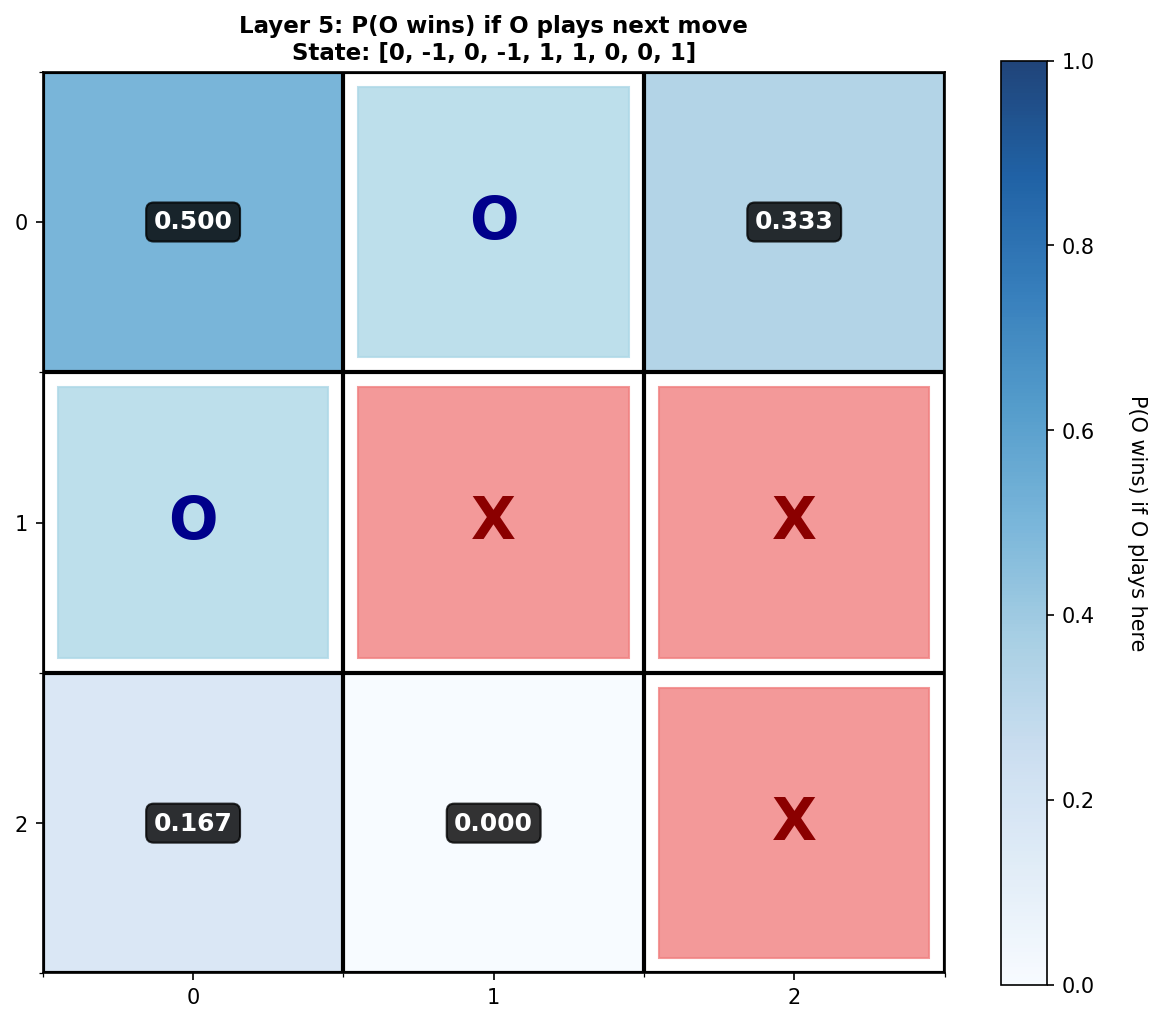 Layer 5: P(O wins) if O plays next move
State: [0, -1, 0, -1, 1, 1, 0, 0, 1]
0.500
O
0.333
O
X
X
0.167
0.000
X
0
1
2
0
1
2
1.0
0.8
0.6
0.4
0.2
0.0
P(O wins) if O plays here